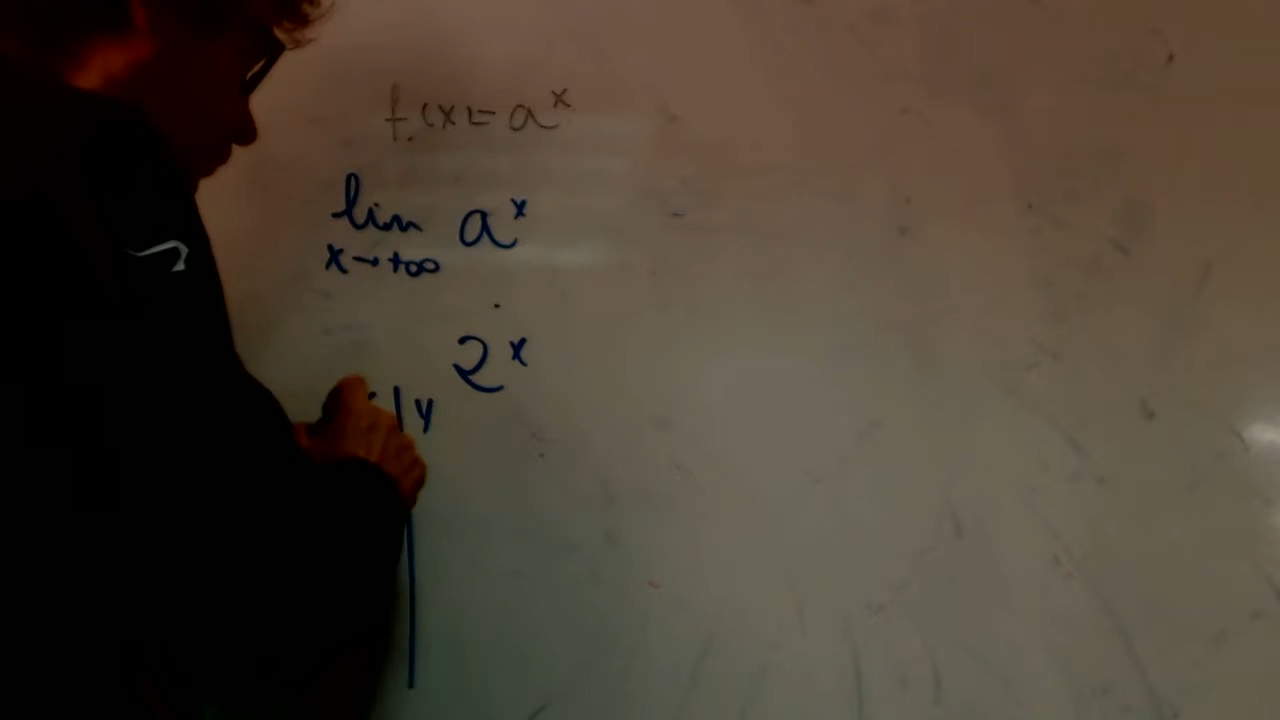 f(x)=a^x
lim a^x
x→+∞
2^x
y